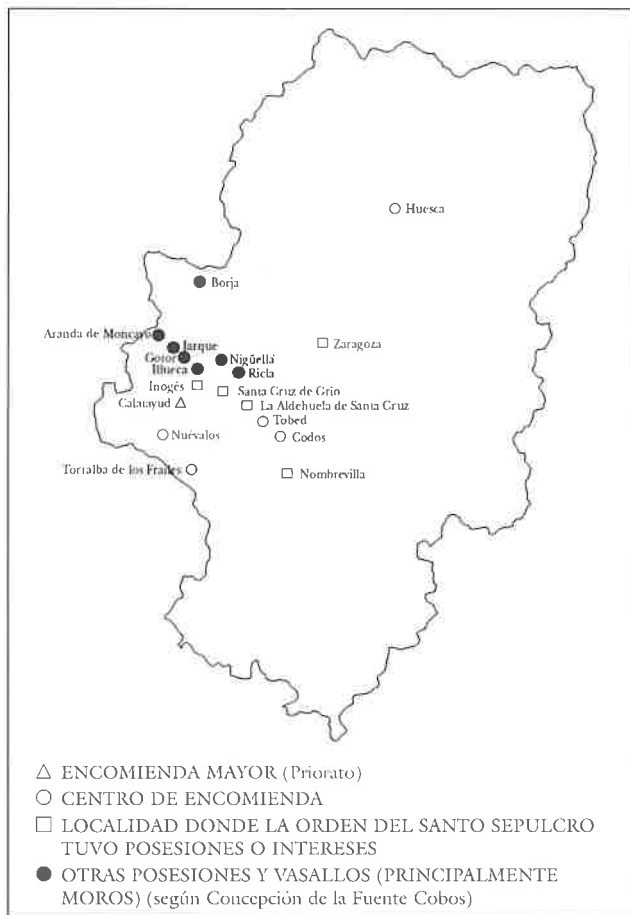 Huesca
Borja
Aranda de Moncayo
Jarque
Zaragoza
Gotor
Nigüella
Illueca
Ricla
Inogés
Santa Cruz de Grío
Calatayud
La Aldehuela de Santa Cruz
Tobed
Nuévalos
Codos
Torralba de los Frailes
Nombrevilla
ENCOMIENDA MAYOR (Priorato)
CENTRO DE ENCOMIENDA
LOCALIDAD DONDE LA ORDEN DEL SANTO SEPULCRO
TUVO POSESIONES O INTERESES
OTRAS POSESIONES Y VASALLOS (PRINCIPALMENTE
MOROS) (según Concepción de la Fuente Cobos)